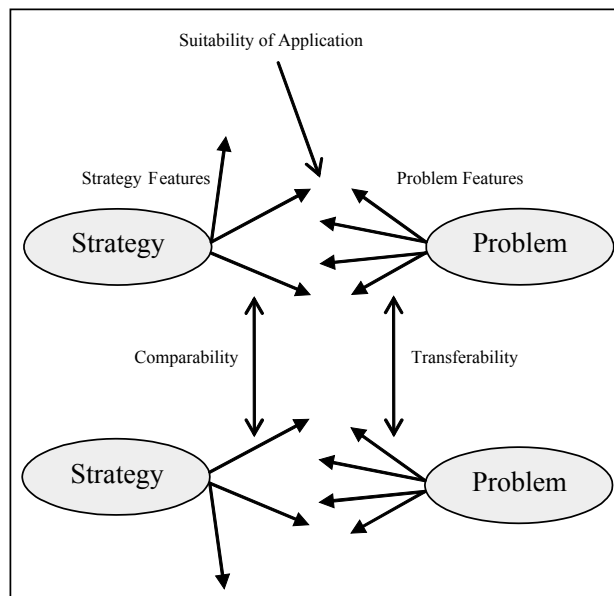 Suitability of Application
Strategy Features
Problem Features
Strategy
Problem
Comparability
Transferability
Strategy
Problem